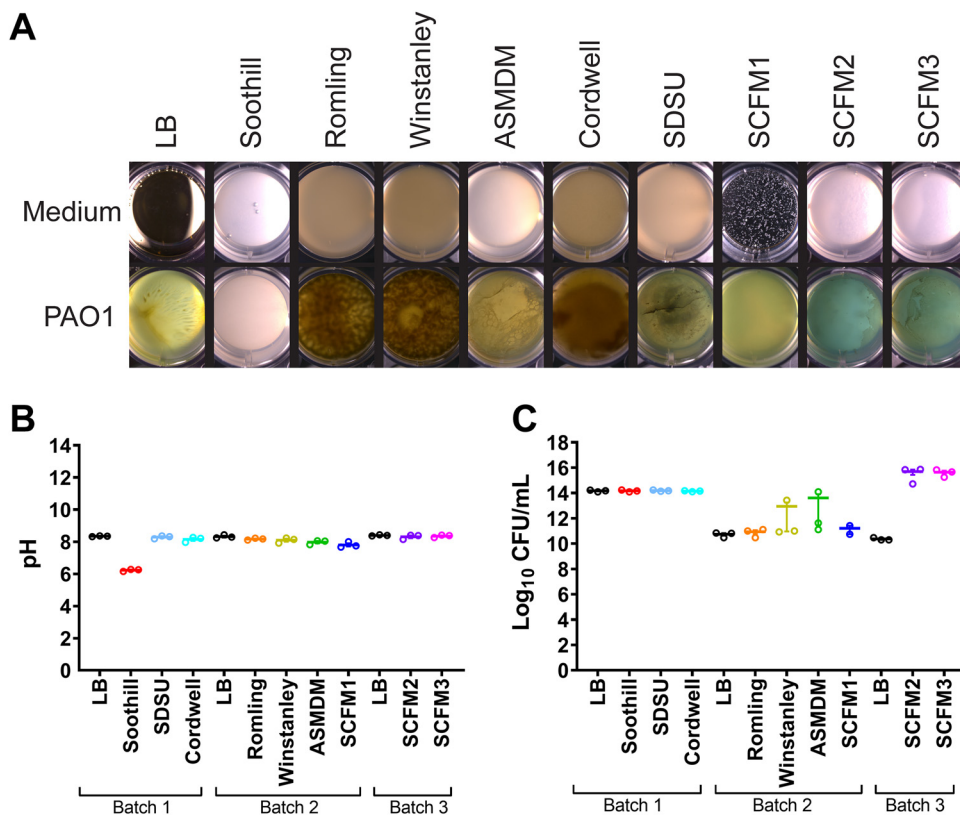 A
LB
Soothill
Romling
Winstanley
ASMDM
Cordwell
SDSU
SCFM1
SCFM2
SCFM3
Medium
PAO1
B
14
12
10
8
6
4
2
0
pH
LB
Soothill
SDSU
Cordwell
LB
Romling
Winstanley
ASMDM
SCFM1
LB
SCFM2
SCFM3
Batch 1
Batch 2
Batch 3
C
18
16
14
12
10
8
6
4
2
0
Log10 CFU/mL
LB
Soothill
SDSU
Cordwell
LB
Romling
Winstanley
ASMDM
SCFM1
LB
SCFM2
SCFM3
Batch 1
Batch 2
Batch 3